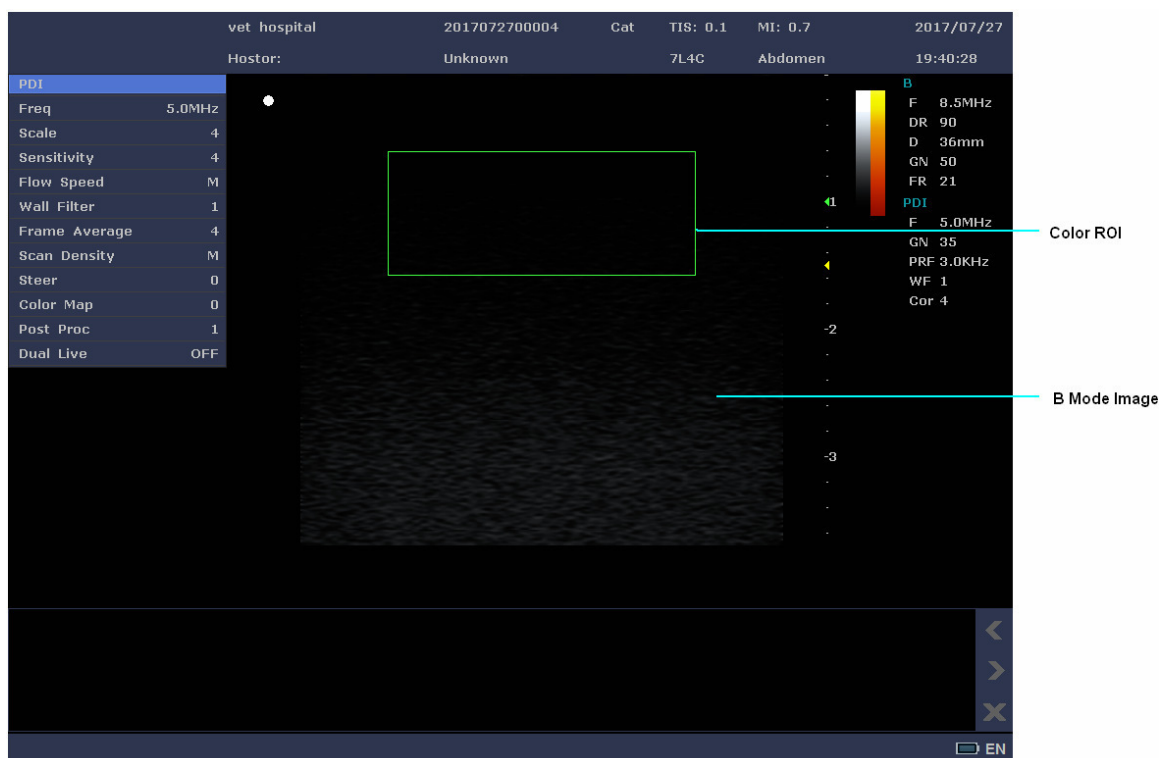 vet hospital 2017072700004 Cat TIS: 0.1 MI: 0.7 2017/07/27
Hostor: Unknown 7L4C Abdomen 19:40:28
PDI
Freq 5.0MHz
Scale 4
Sensitivity 4
Flow Speed M
Wall Filter 1
Frame Average 4
Scan Density M
Steer 0
Color Map 0
Post Proc 1
Dual Live OFF
1
-2
-3
B
F 8.5MHz
DR 90
D 36mm
GN 50
FR 21
PDI
F 5.0MHz
GN 35
PRF 3.0KHz
WF 1
Cor 4
Color ROI
B Mode Image
EN